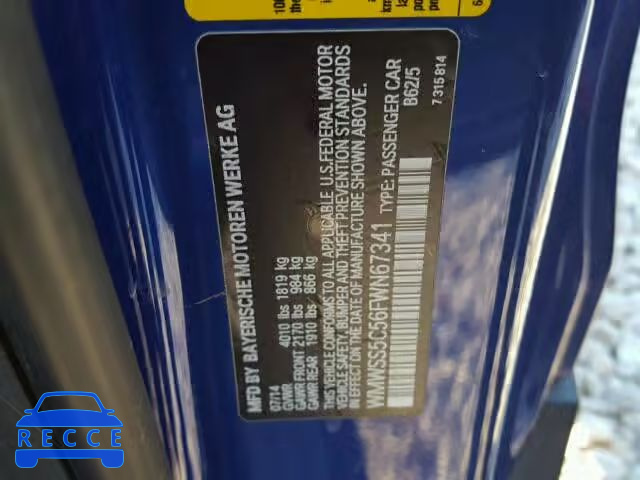 MFD BY BAYERISCHE MOTOREN WERKE AG
07/14
GVWR 4010 lbs 1819 kg
GAWR FRONT 2170 lbs 984 kg
GAWR REAR 1910 lbs 866 kg
THIS VEHICLE CONFORMS TO ALL APPLICABLE U.S. FEDERAL MOTOR
VEHICLE SAFETY, BUMPER AND THEFT PREVENTION STANDARDS
IN EFFECT ON THE DATE OF MANUFACTURE SHOWN ABOVE.
WMWSS5C56FWN67341 TYPE: PASSENGER CAR
B62/5
7 315 814
RECCE